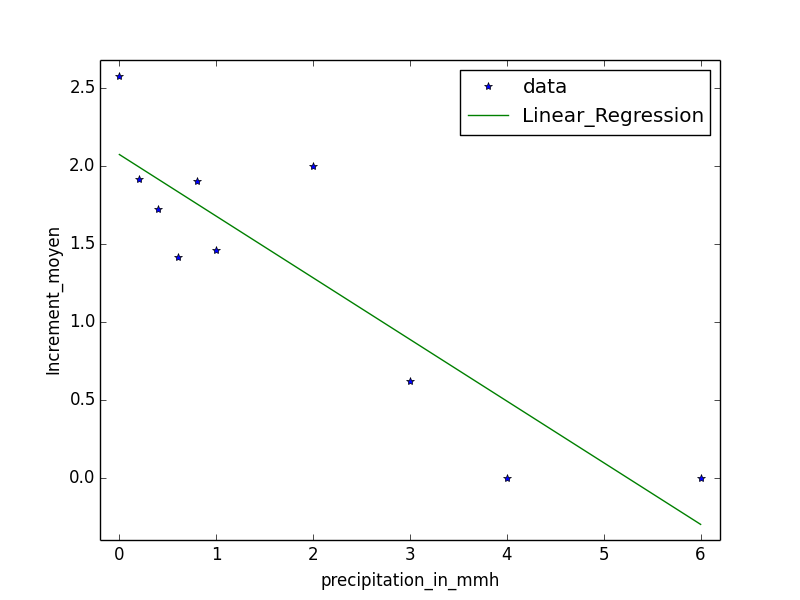 data
Linear_Regression
2.5
2.0
1.5
1.0
0.5
0.0
Increment_moyen
0 1 2 3 4 5 6
precipitation_in_mmh